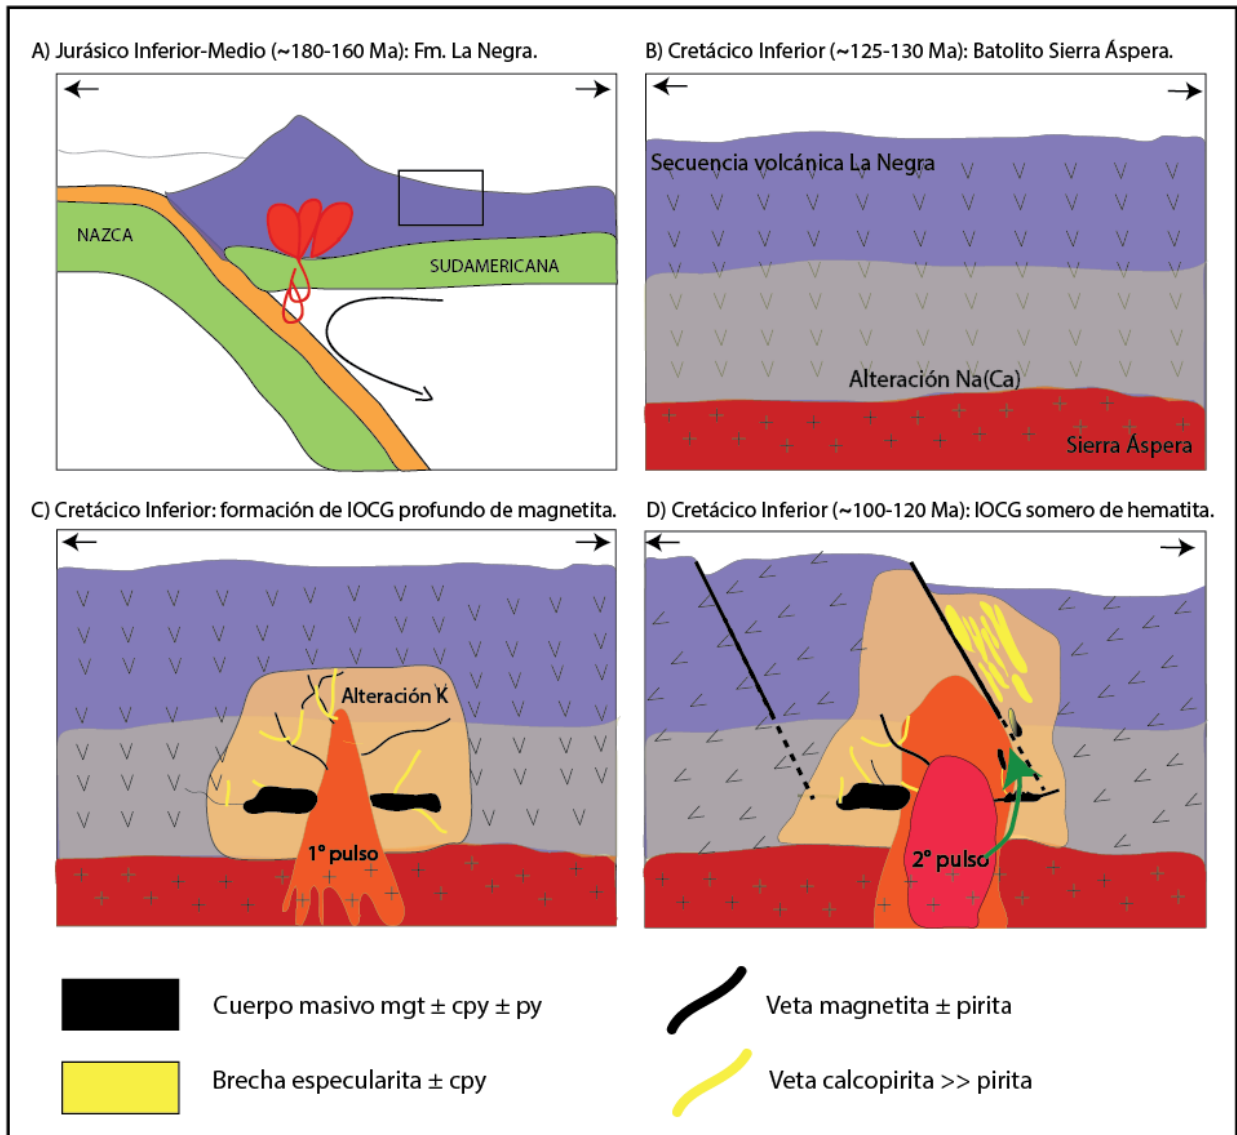 A) Jurásico Inferior-Medio (~180-160 Ma): Fm. La Negra.
NAZCA
SUDAMERICANA
B) Cretácico Inferior (~125-130 Ma): Batolito Sierra Áspera.
Secuencia volcánica La Negra
Alteración Na(Ca)
Sierra Áspera
C) Cretácico Inferior: formación de IOCG profundo de magnetita.
Alteración K
1° pulso
D) Cretácico Inferior (~100-120 Ma): IOCG somero de hematita.
2° pulso
Cuerpo masivo mgt ± cpy ± py
Veta magnetita ± pirita
Brecha especularita ± cpy
Veta calcopirita >> pirita